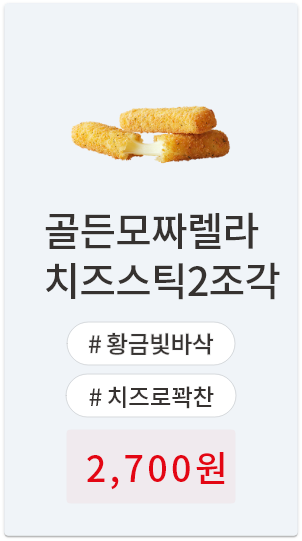 골든모짜렐라
치즈스틱2조각
# 황금빛바삭
# 치즈로꽉찬
2,700원